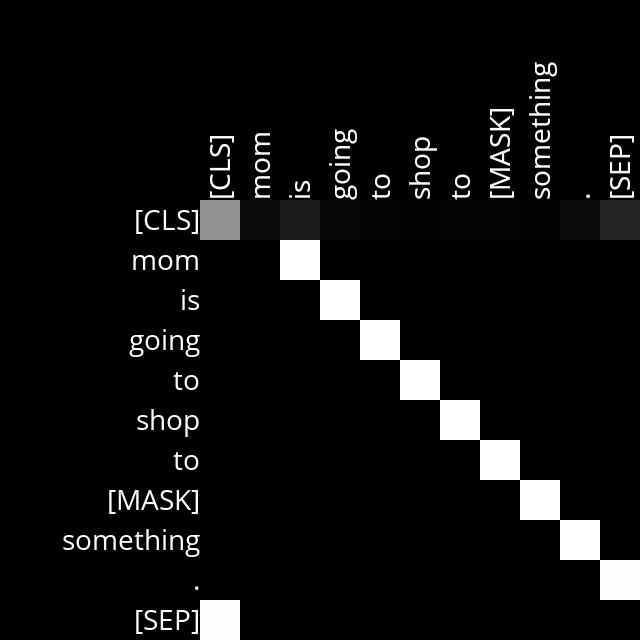 [CLS]
mom
is
going
to
shop
to
[MASK]
something
.
[SEP]
[CLS]
mom
is
going
to
shop
to
[MASK]
something
.
[SEP]